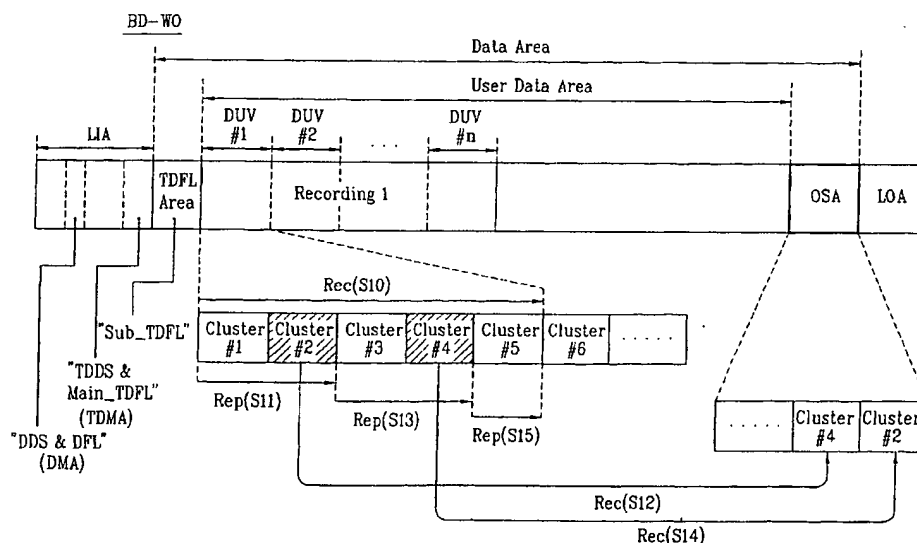 BD-WO
Data Area
User Data Area
LIA
DUV
#1
DUV
#2
. . . .
DUV
#n
TDFL
Area
Recording 1
OSA
LOA
Rec(S10)
"Sub_TDFL"
Cluster
#1
Cluster
#2
Cluster
#3
Cluster
#4
Cluster
#5
Cluster
#6
. . . . .
"TDDS &
Main_TDFL"
(TDMA)
Rep(S11)
Rep(S13)
Rep(S15)
"DDS & DFL"
(DMA)
. . . . .
Cluster
#4
Cluster
#2
Rec(S12)
Rec(S14)